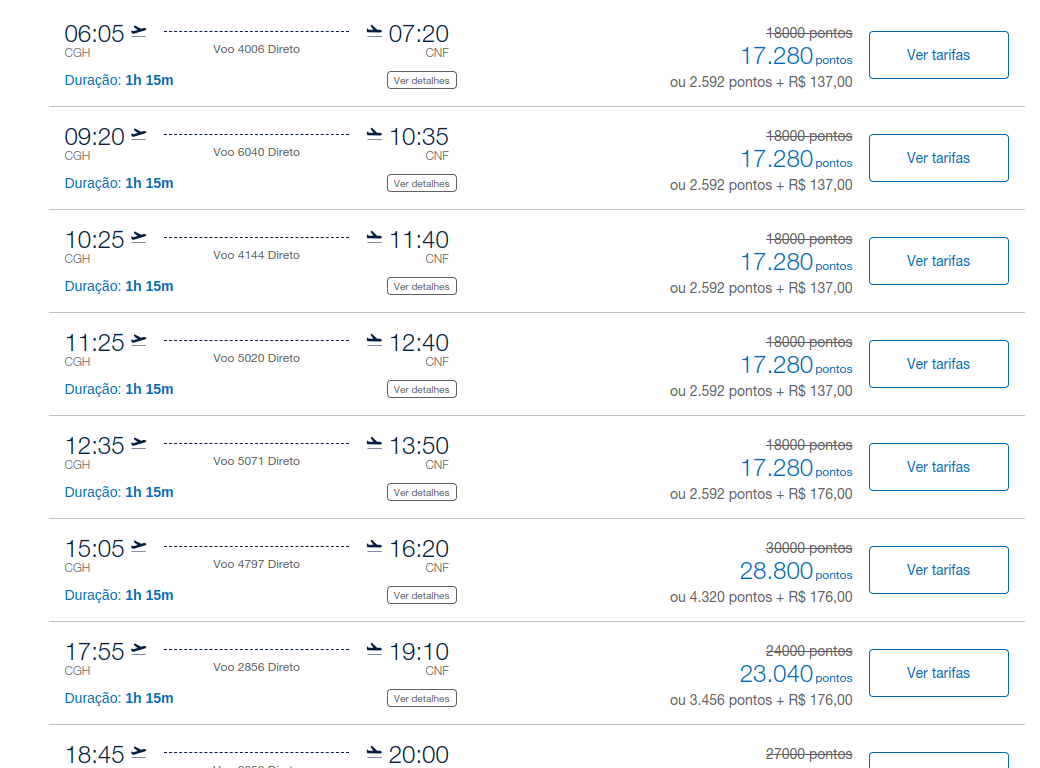 06:05 07:20 18000 pontos
CGH Voo 4006 Direto CNF 17.280 pontos Ver tarifas
Duração: 1h 15m Ver detalhes ou 2.592 pontos + R$ 137,00
09:20 10:35 18000 pontos
CGH Voo 6040 Direto CNF 17.280 pontos Ver tarifas
Duração: 1h 15m Ver detalhes ou 2.592 pontos + R$ 137,00
10:25 11:40 18000 pontos
CGH Voo 4144 Direto CNF 17.280 pontos Ver tarifas
Duração: 1h 15m Ver detalhes ou 2.592 pontos + R$ 137,00
11:25 12:40 18000 pontos
CGH Voo 5020 Direto CNF 17.280 pontos Ver tarifas
Duração: 1h 15m Ver detalhes ou 2.592 pontos + R$ 137,00
12:35 13:50 18000 pontos
CGH Voo 5071 Direto CNF 17.280 pontos Ver tarifas
Duração: 1h 15m Ver detalhes ou 2.592 pontos + R$ 176,00
15:05 16:20 30000 pontos
CGH Voo 4797 Direto CNF 28.800 pontos Ver tarifas
Duração: 1h 15m Ver detalhes ou 4.320 pontos + R$ 176,00
17:55 19:10 24000 pontos
CGH Voo 2856 Direto CNF 23.040 pontos Ver tarifas
Duração: 1h 15m Ver detalhes ou 3.456 pontos + R$ 176,00
18:45 20:00 27000 pontos